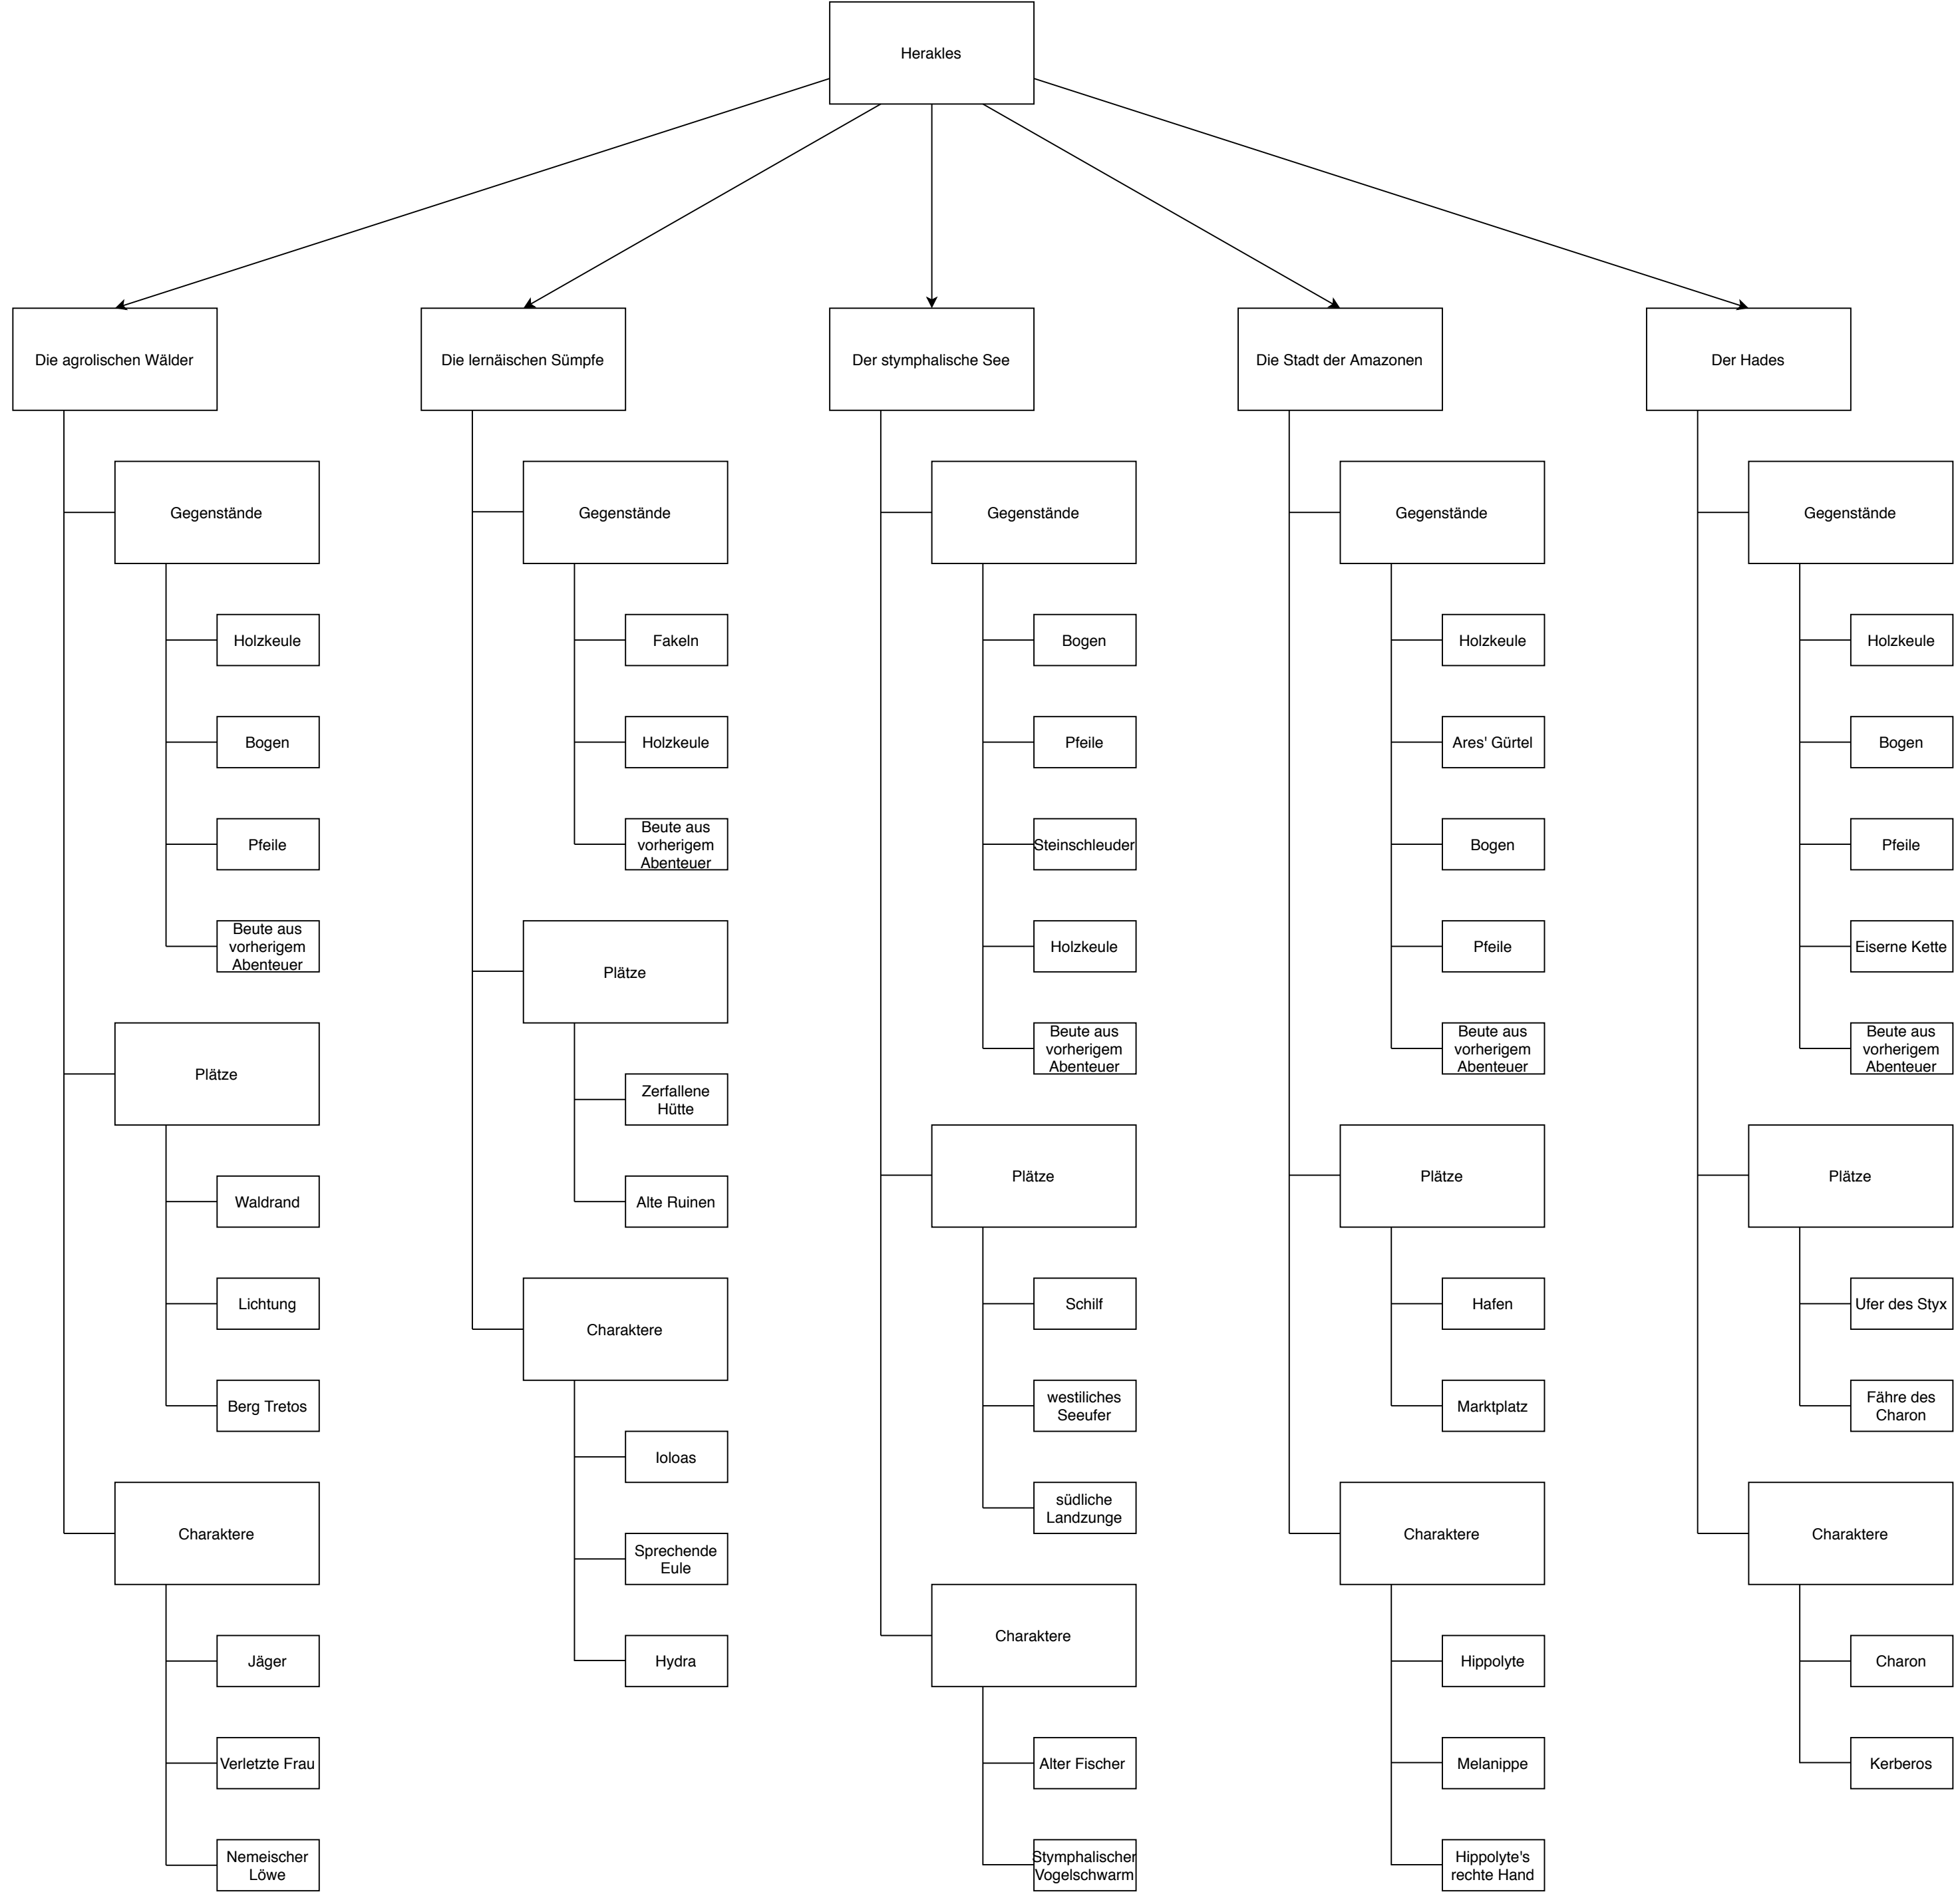 Herakles
Die agrolischen Wälder
Gegenstände
Holzkeule
Bogen
Pfeile
Beute aus
vorherigem
Abenteuer
Plätze
Waldrand
Lichtung
Berg Tretos
Charaktere
Jäger
Verletzte Frau
Nemeischer
Löwe
Die lernäischen Sümpfe
Gegenstände
Fakeln
Holzkeule
Beute aus
vorherigem
Abenteuer
Plätze
Zerfallene
Hütte
Alte Ruinen
Charaktere
Ioloas
Sprechende
Eule
Hydra
Der stymphalische See
Gegenstände
Bogen
Pfeile
Steinschleuder
Holzkeule
Beute aus
vorherigem
Abenteuer
Plätze
Schilf
westiliches
Seeufer
südliche
Landzunge
Charaktere
Alter Fischer
Stymphalischer
Vogelschwarm
Die Stadt der Amazonen
Gegenstände
Holzkeule
Ares' Gürtel
Bogen
Pfeile
Beute aus
vorherigem
Abenteuer
Plätze
Hafen
Marktplatz
Charaktere
Hippolyte
Melanippe
Hippolyte's
rechte Hand
Der Hades
Gegenstände
Holzkeule
Bogen
Pfeile
Eiserne Kette
Beute aus
vorherigem
Abenteuer
Plätze
Ufer des Styx
Fähre des
Charon
Charaktere
Charon
Kerberos